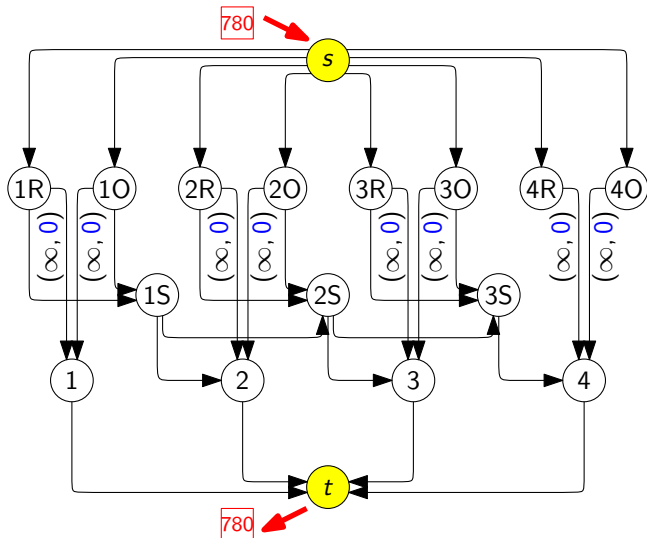 780
s
1R 1O 2R 2O 3R 3O 4R 4O
(∞, 0) (∞, 0) (∞, 0) (∞, 0) (∞, 0) (∞, 0) (∞, 0) (∞, 0)
1S 2S 3S
1 2 3 4
t
780